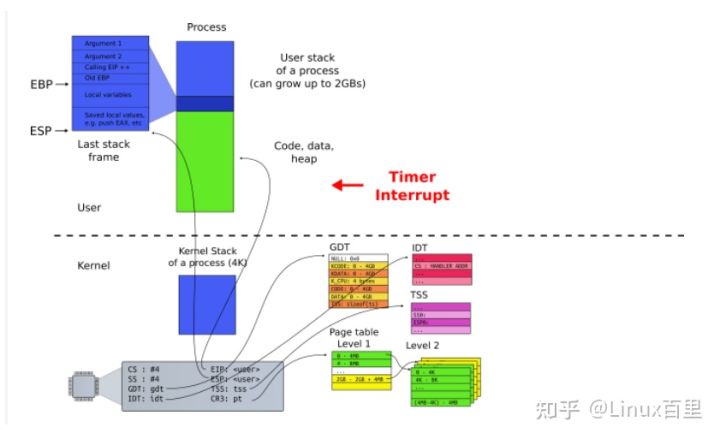 Process
Argument 1
Argument 2
Calling EIP ++
Old EBP
Local variables
Saved local values,
e.g. push EAX, etc
EBP
ESP
Last stack
frame
User stack
of a process
(can grow up to 2GBs)
Code, data,
heap
Timer
Interrupt
User
Kernel
Kernel Stack
of a process (4K)
GDT
NULL: 0x0
KCODE: 0 - 4GB
KDATA: 0 - 4GB
K_CPU: 4 bytes
CODE: 0 - 4GB
DATA: 0 - 4GB
TSS: sizeof(ts)
IDT
...
CS : HANDLER ADDR
...
...
TSS
...
SS0:
ESP0:
...
Page table
Level 1
0 - 4MB
4 - 8MB
...
2GB - 2GB + 4MB
Level 2
0 - 4K
4K - 8K
...
(4MB-4K) - 4MB
CS : #4
SS : #4
GDT: gdt
IDT: idt
EIP: <user>
ESP: <user>
TSS: tss
CR3: pt
知乎 @Linux百里